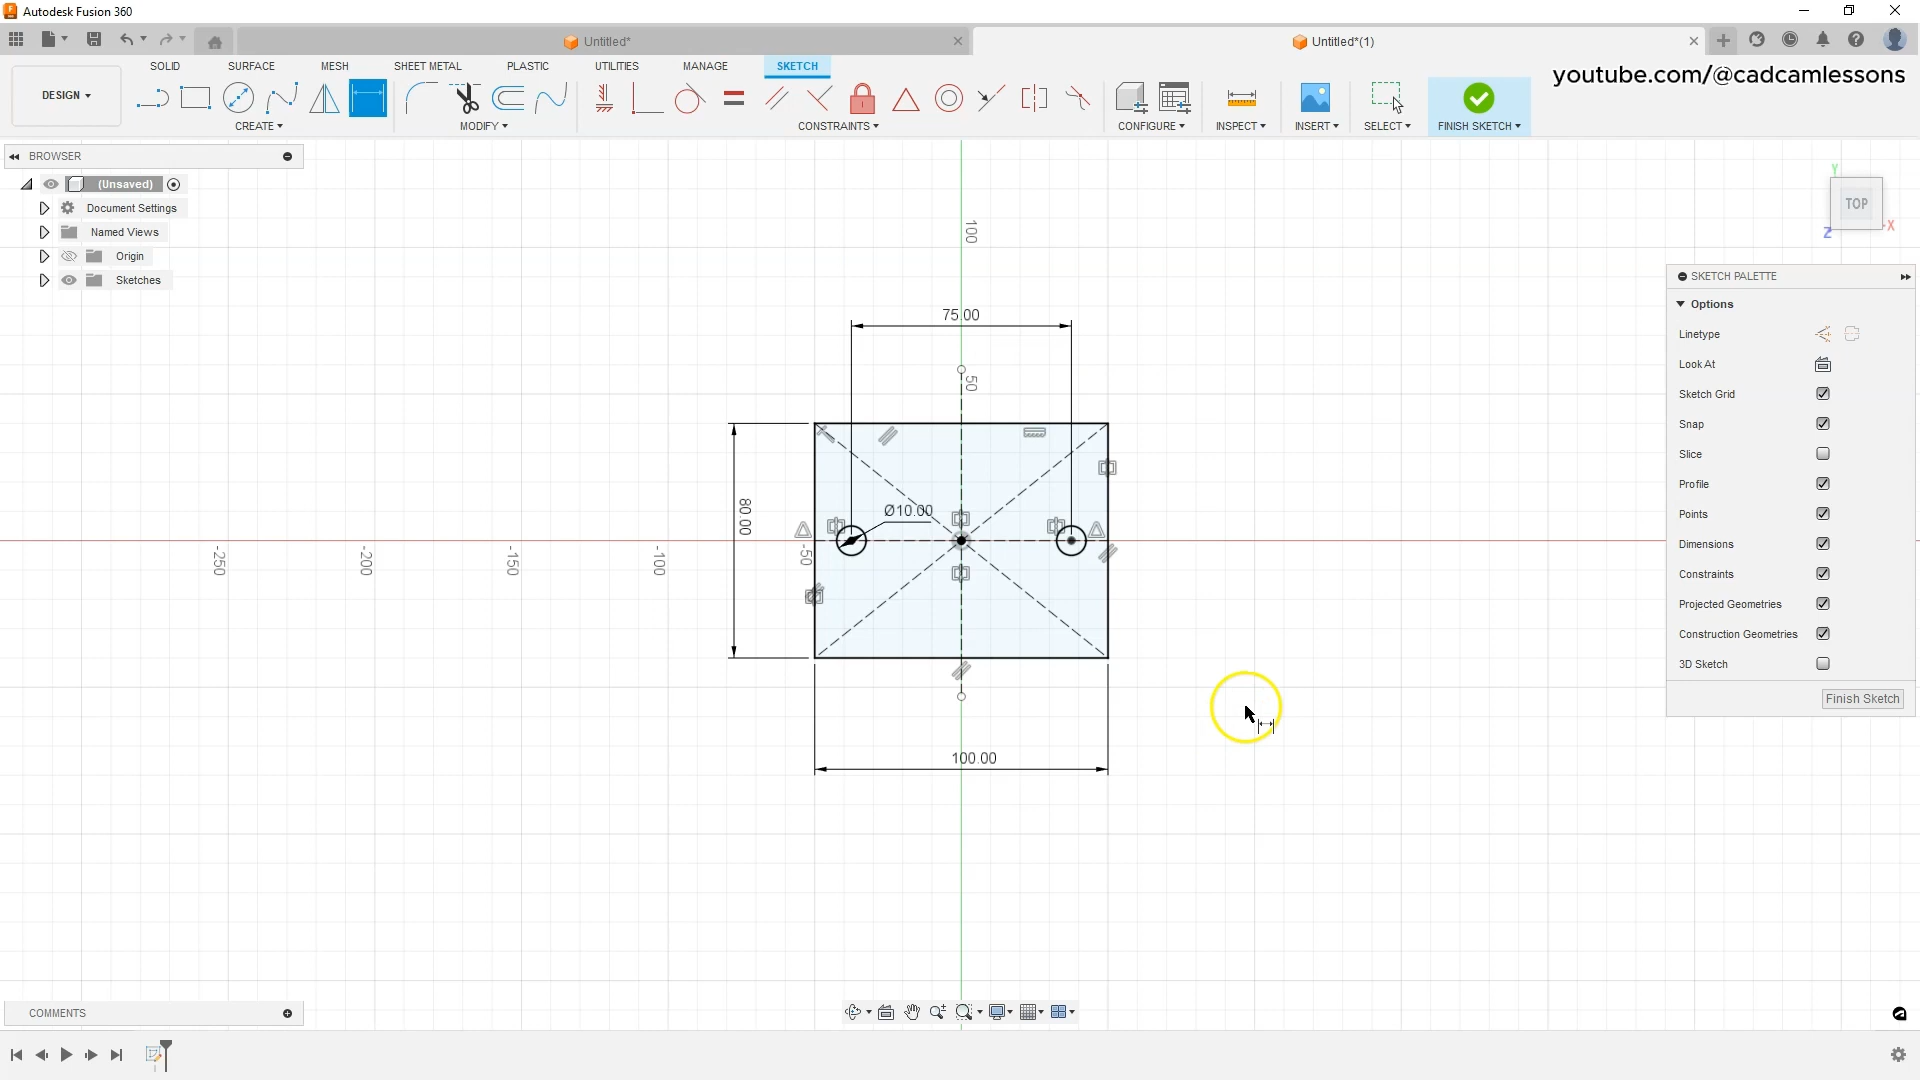 Autodesk Fusion 360
Untitled*
Untitled*(1)
SOLID SURFACE MESH SHEET METAL PLASTIC UTILITIES MANAGE SKETCH
youtube.com/@cadcamlessons
DESIGN
CREATE MODIFY CONSTRAINTS CONFIGURE INSPECT INSERT SELECT FINISH SKETCH
BROWSER
(Unsaved)
Document Settings
Named Views
Origin
Sketches
Y
TOP
X
Z
SKETCH PALETTE
Options
Linetype
Look At
Sketch Grid
Snap
Slice
Profile
Points
Dimensions
Constraints
Projected Geometries
Construction Geometries
3D Sketch
Finish Sketch
100
75.00
50
80.00
Ø10.00
-250
-200
-150
-100
-50
100.00
COMMENTS